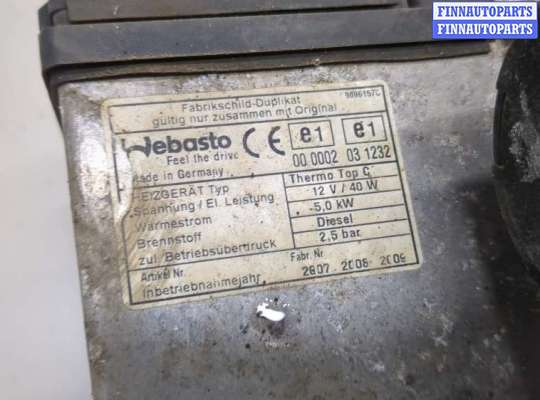 FINNAUTOPARTS
FINNAUTOPARTS
Fabrikschild-Duplikat
gültig nur zusammen mit Original
9006157C
Webasto
Feel the drive
CE
e1 e1
00 0002 03 1232
Made in Germany
HEIZGERÄT Typ Thermo Top C
Spannung / El. Leistung 12 V / 40 W
Wärmestrom 5,0 kW
Brennstoff Diesel
zul. Betriebsüberdruck 2,5 bar
Artikel Nr. Fabr. Nr
Inbetriebnahmejahr 2007 2008 2009